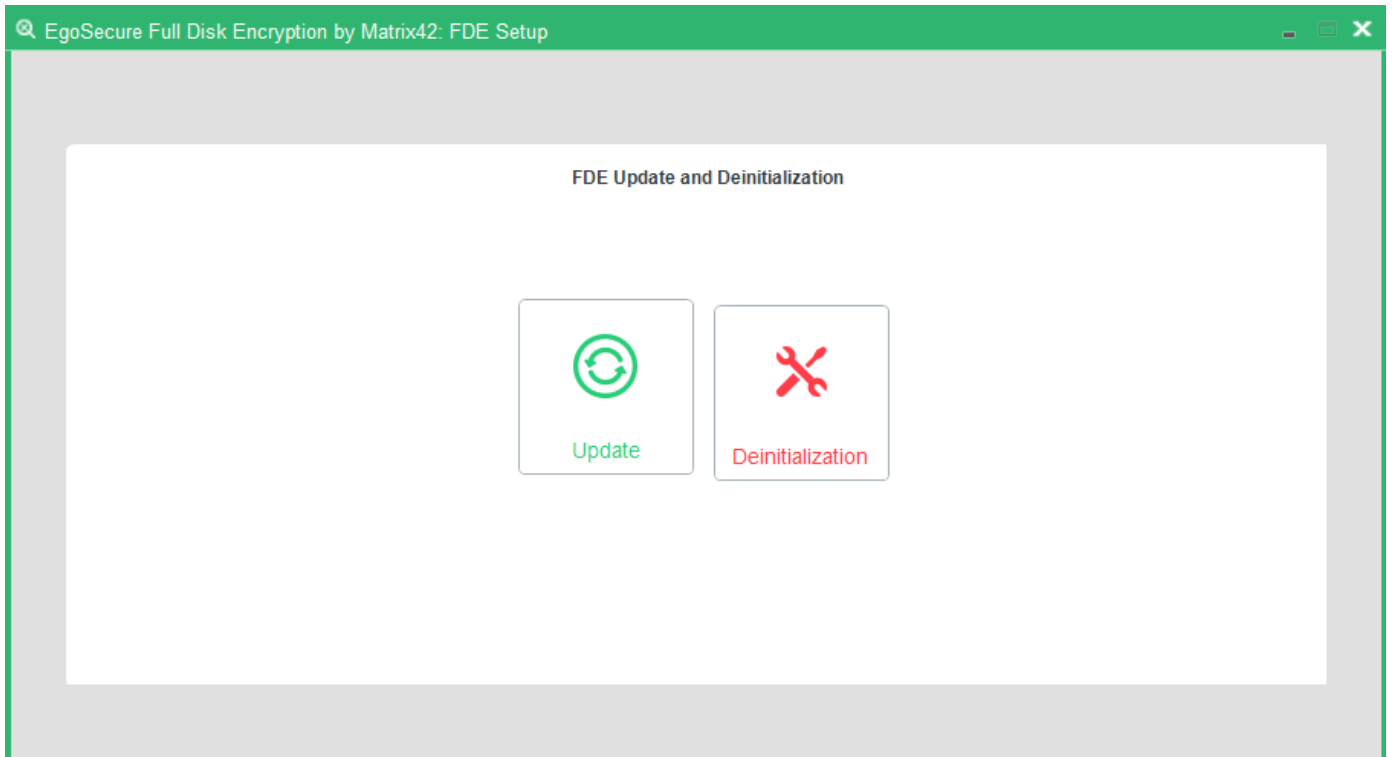 EgoSecure Full Disk Encryption by Matrix42: FDE Setup
FDE Update and Deinitialization
Update
Deinitialization